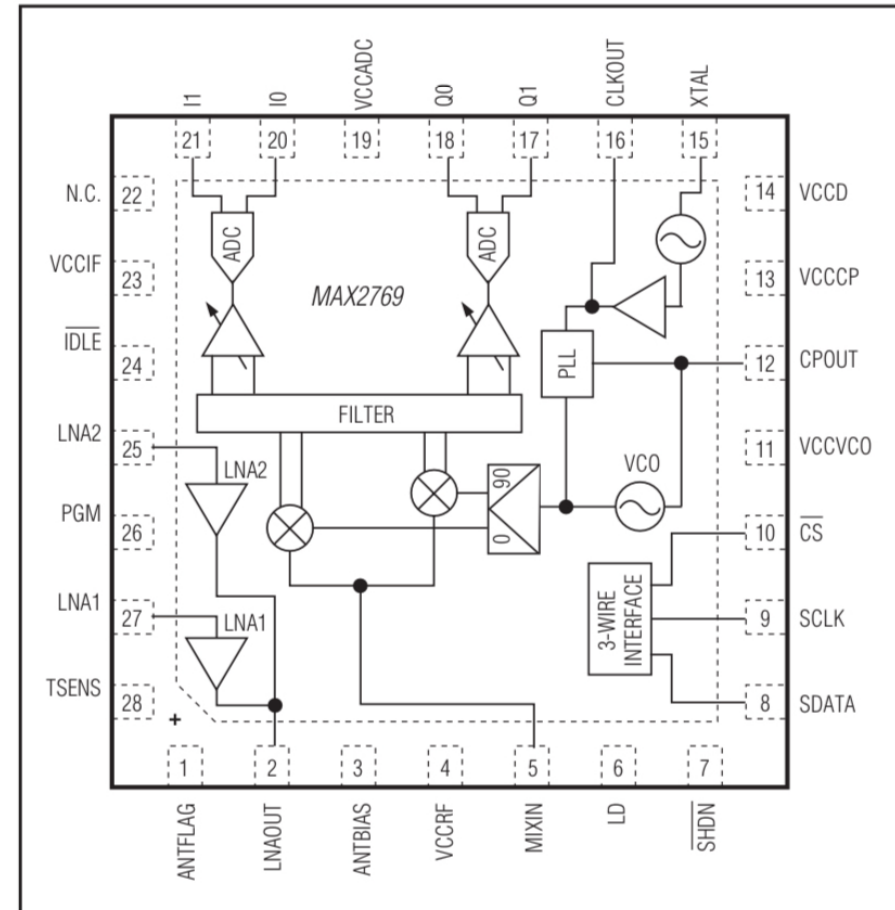 I1
I0
VCCADC
Q0
Q1
CLKOUT
XTAL
21
20
19
18
17
16
15
N.C.
22
14
VCCD
ADC
ADC
VCCIF
23
MAX2769
13
VCCCP
IDLE
24
PLL
12
CPOUT
FILTER
LNA2
25
LNA2
90
VCO
11
VCCVCO
PGM
26
0
10
CS
3-WIRE
INTERFACE
LNA1
27
LNA1
9
SCLK
TSENS
28
8
SDATA
+
1
2
3
4
5
6
7
ANTFLAG
LNAOUT
ANTBIAS
VCCRF
MIXIN
LD
SHDN